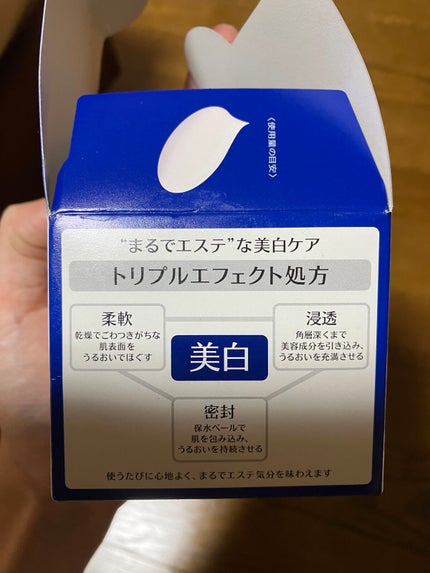 〈使用量の目安〉
“まるでエステ”な美白ケア
トリプルエフェクト処方
柔軟
乾燥でごわつきがちな
肌表面を
うるおいでほぐす
浸透
角層深くまで
美容成分を引き込み、
うるおいを充満させる
美白
密封
保水ベールで
肌を包み込み、
うるおいを持続させる
使うたびに心地よく、まるでエステ気分を味わえます